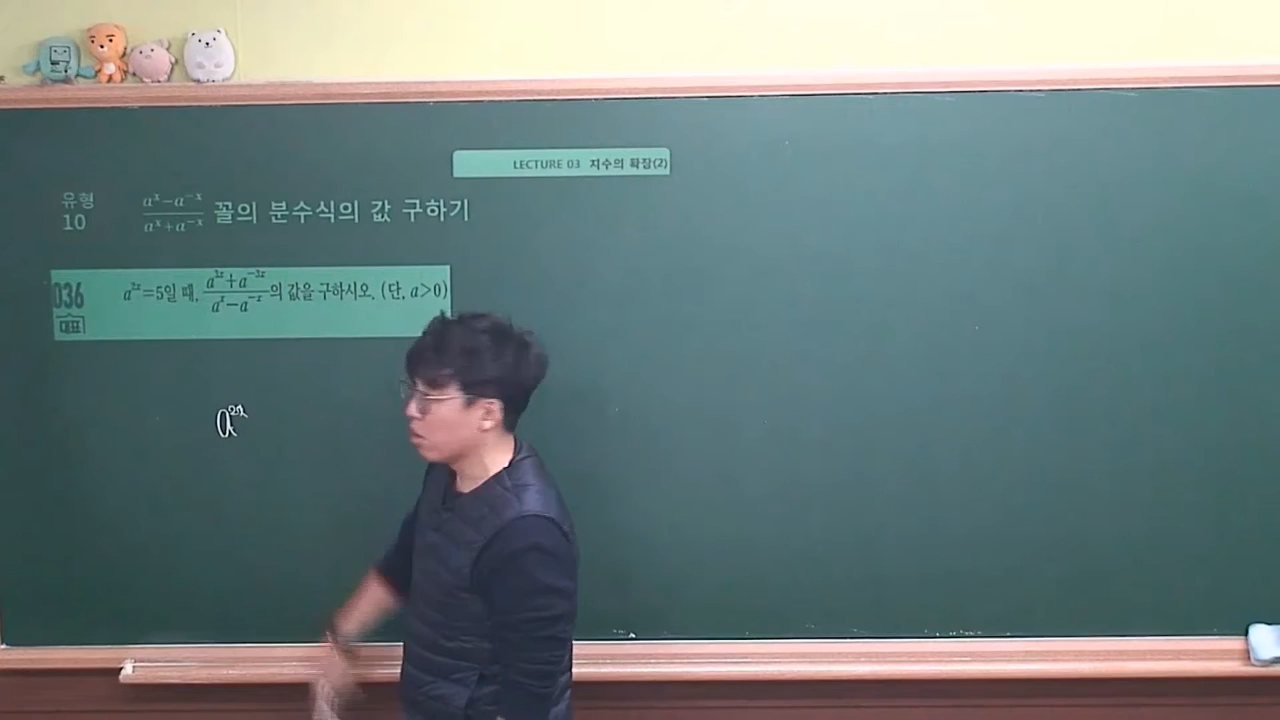 LECTURE 03 지수의 확장(2)
유형 10 a^x-a^-x / a^x+a^-x 꼴의 분수식의 값 구하기
036 대표 a^2x=5일 때, a^3x+a^-3x / a^x-a^-x 의 값을 구하시오. (단, a>0)
a^2x